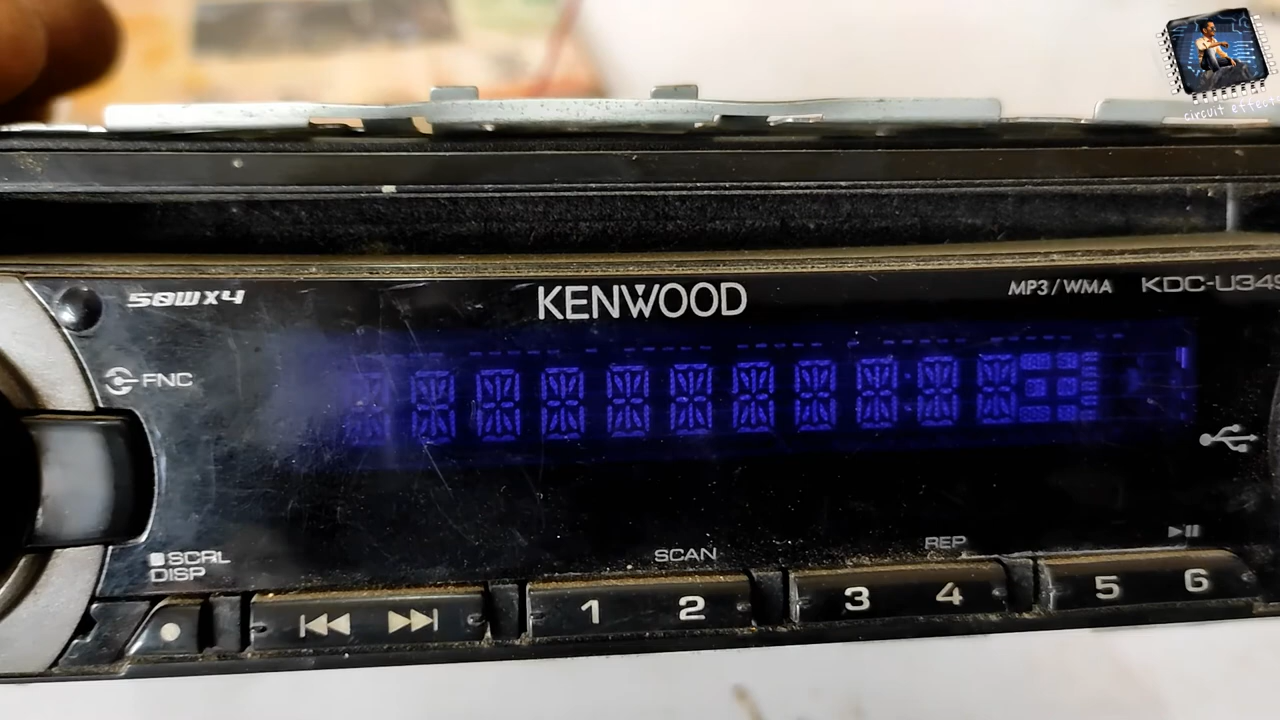 circuit effect
50WX4
KENWOOD
MP3/WMA
FNC
SCRL
DISP
SCAN
REP
1
2
3
4
5
6